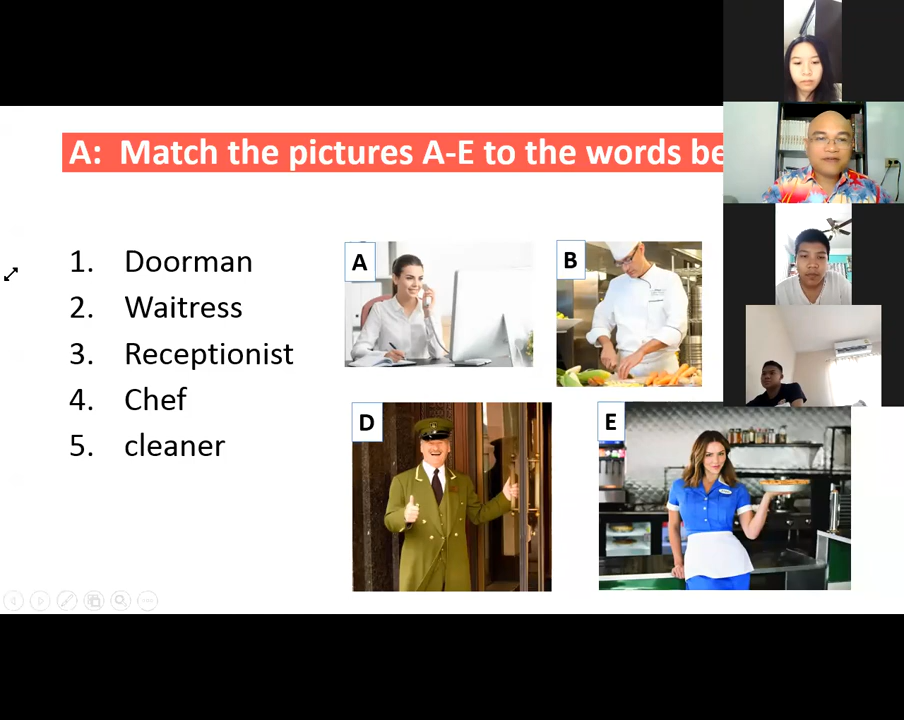 A: Match the pictures A-E to the words be
1. Doorman
2. Waitress
3. Receptionist
4. Chef
5. cleaner
A
B
D
E